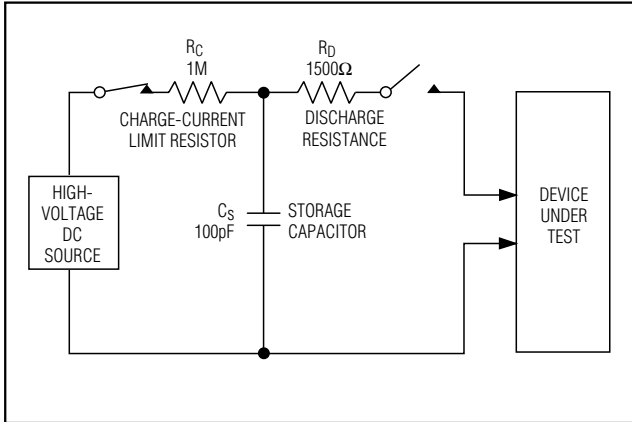 RC
1M
CHARGE-CURRENT
LIMIT RESISTOR
RD
1500Ω
DISCHARGE
RESISTANCE
HIGH-
VOLTAGE
DC
SOURCE
CS
100pF
STORAGE
CAPACITOR
DEVICE
UNDER
TEST